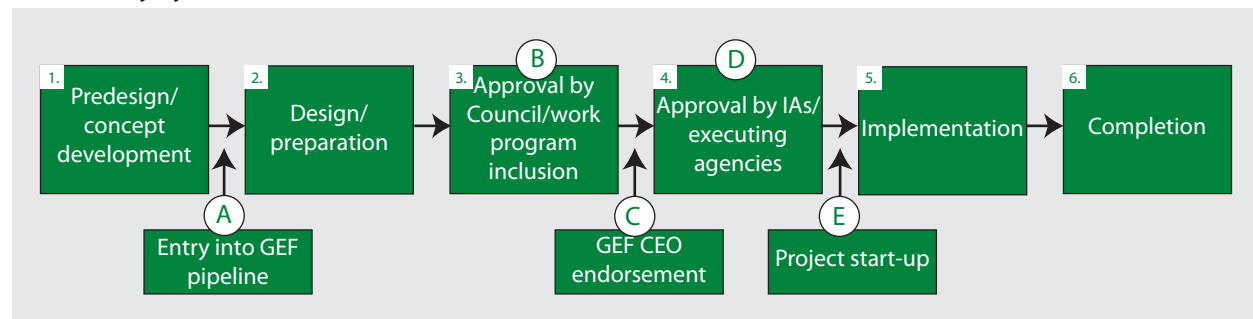 1.
Predesign/
concept
development
2.
Design/
preparation
B
3.
Approval by
Council/work
program
inclusion
D
4.
Approval by IAs/
executing
agencies
5.
Implementation
6.
Completion
A
Entry into GEF
pipeline
C
GEF CEO
endorsement
E
Project start-up